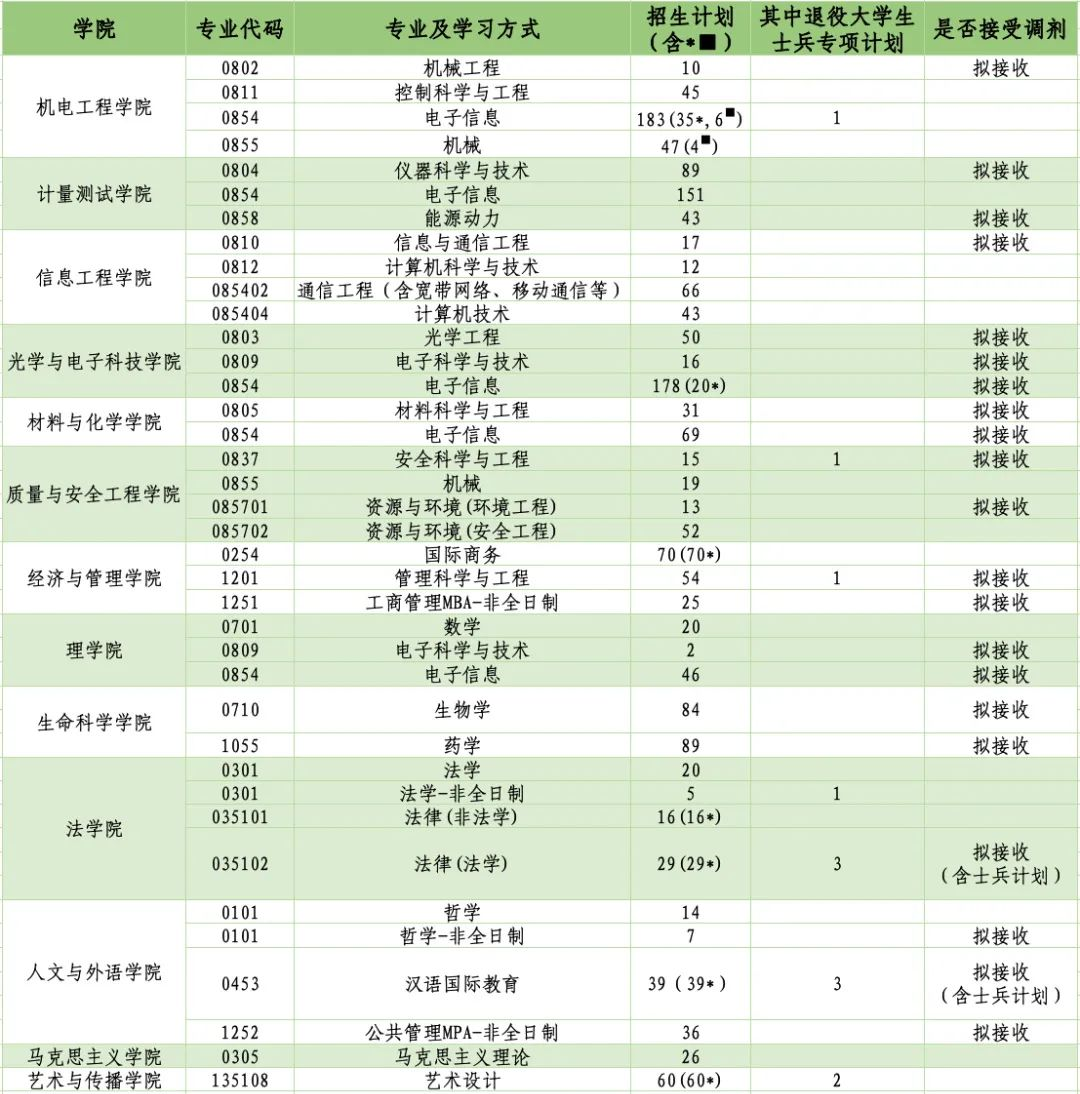 学院 专业代码 专业及学习方式 招生计划（含*■） 其中退役大学生士兵专项计划 是否接受调剂
机电工程学院 0802 机械工程 10 拟接收
0811 控制科学与工程 45
0854 电子信息 183(35*,6■) 1
0855 机械 47(4■)
计量测试学院 0804 仪器科学与技术 89 拟接收
0854 电子信息 151
0858 能源动力 43 拟接收
信息工程学院 0810 信息与通信工程 17 拟接收
0812 计算机科学与技术 12
085402 通信工程（含宽带网络、移动通信等） 66
085404 计算机技术 43
光学与电子科技学院 0803 光学工程 50 拟接收
0809 电子科学与技术 16 拟接收
0854 电子信息 178(20*) 拟接收
材料与化学学院 0805 材料科学与工程 31 拟接收
0854 电子信息 69 拟接收
质量与安全工程学院 0837 安全科学与工程 15 1 拟接收
0855 机械 19
085701 资源与环境(环境工程) 13 拟接收
085702 资源与环境(安全工程) 52
经济与管理学院 0254 国际商务 70(70*)
1201 管理科学与工程 54 1 拟接收
1251 工商管理MBA-非全日制 25 拟接收
理学院 0701 数学 20
0809 电子科学与技术 2 拟接收
0854 电子信息 46 拟接收
生命科学学院 0710 生物学 84 拟接收
1055 药学 89 拟接收
法学院 0301 法学 20
0301 法学-非全日制 5 1
035101 法律(非法学) 16(16*)
035102 法律(法学) 29(29*) 3 拟接收（含士兵计划）
人文与外语学院 0101 哲学 14
0101 哲学-非全日制 7 拟接收
0453 汉语国际教育 39（39*） 3 拟接收（含士兵计划）
1252 公共管理MPA-非全日制 36 拟接收
马克思主义学院 0305 马克思主义理论 26
艺术与传播学院 135108 艺术设计 60(60*) 2